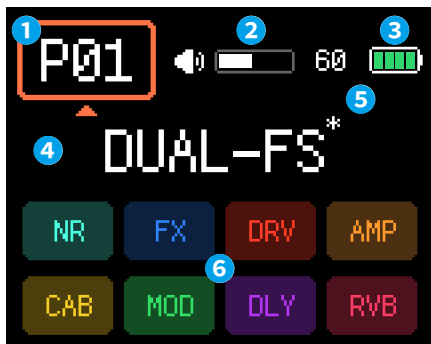 1 2 3
P01 60
5
4 DUAL-FS*
NR FX DRV AMP
6
CAB MOD DLY RVB